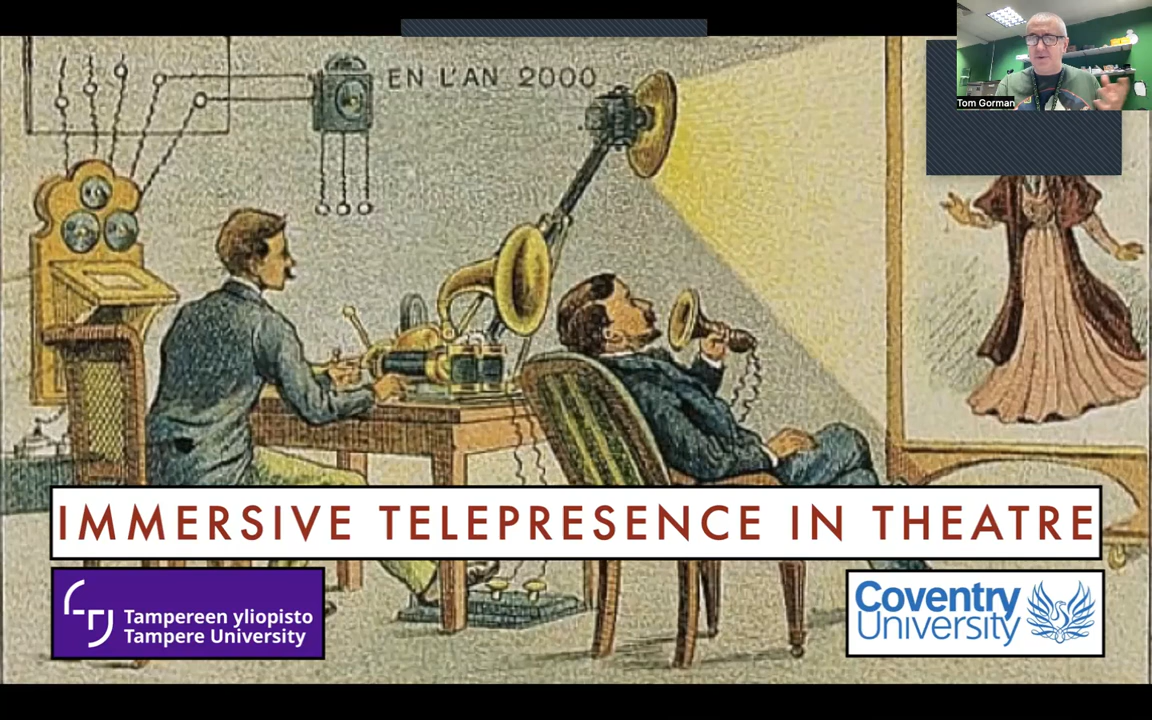 EN L'AN 2000
Tom Gorman
IMMERSIVE TELEPRESENCE IN THEATRE
Tampereen yliopisto
Tampere University
Coventry
University